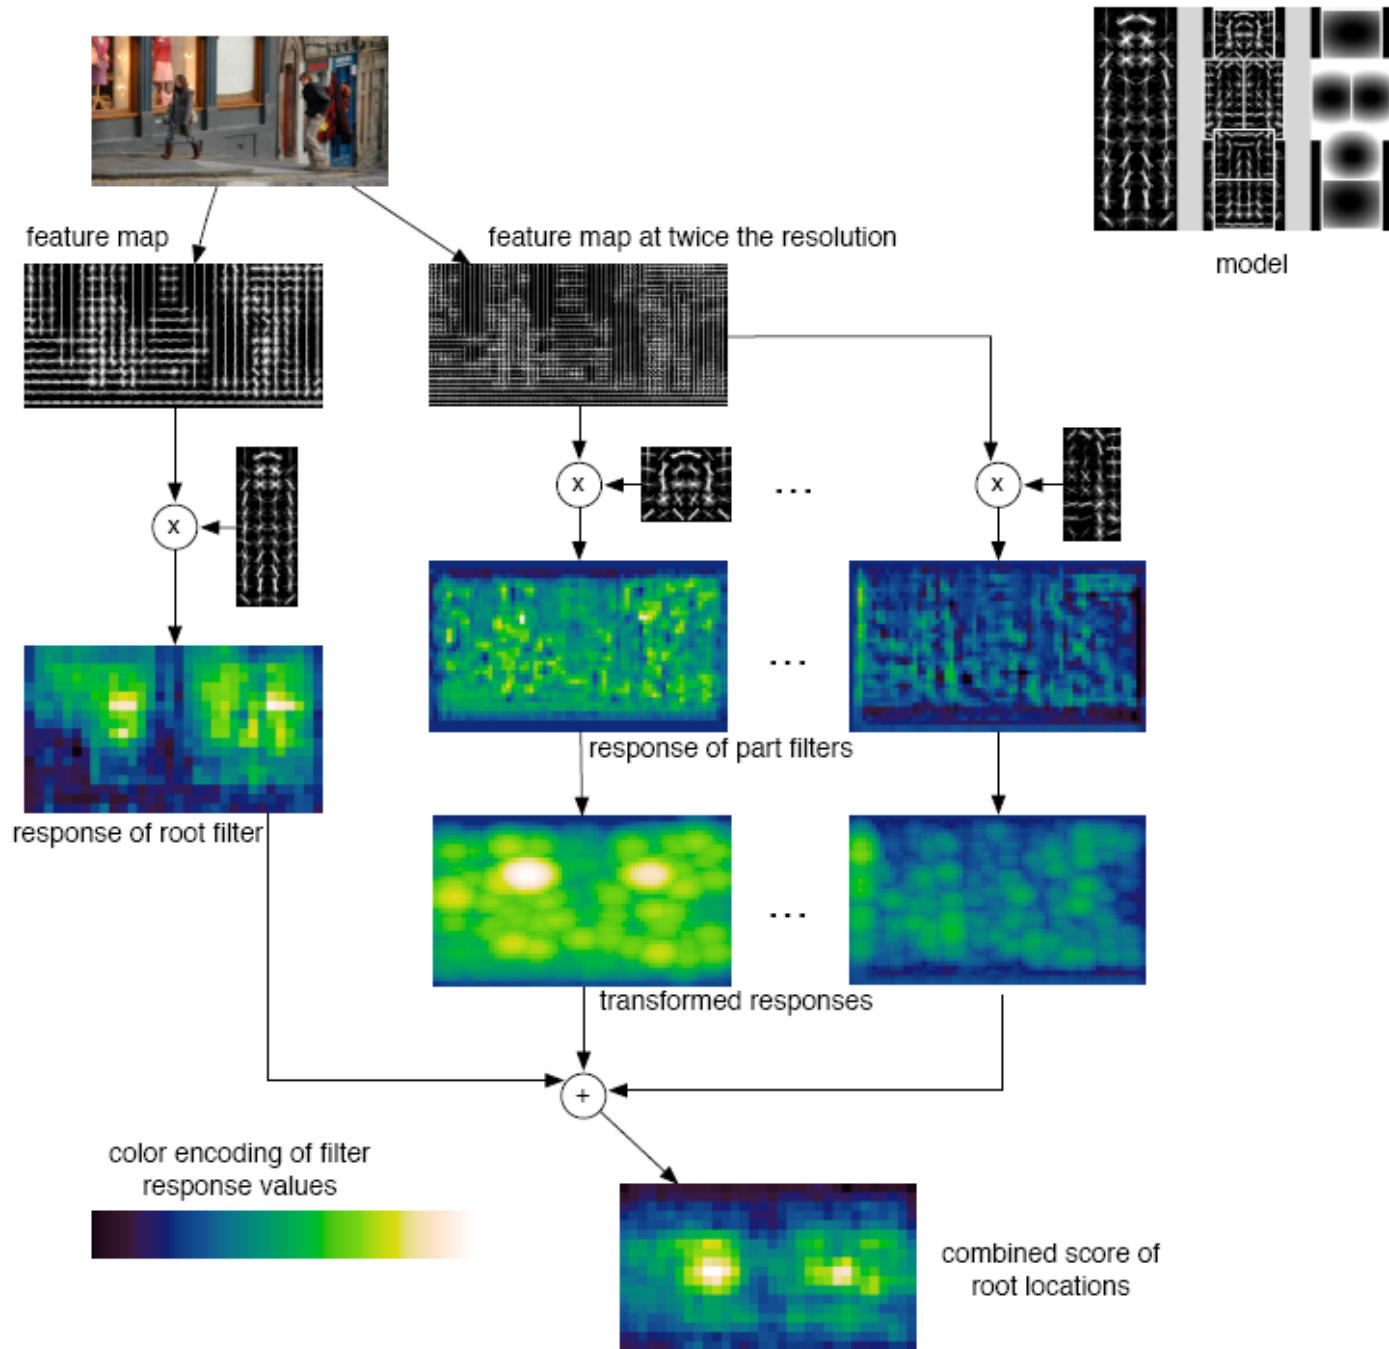 feature map
feature map at twice the resolution
model
x
x
...
x
...
response of part filters
response of root filter
...
transformed responses
+
color encoding of filter
response values
combined score of
root locations